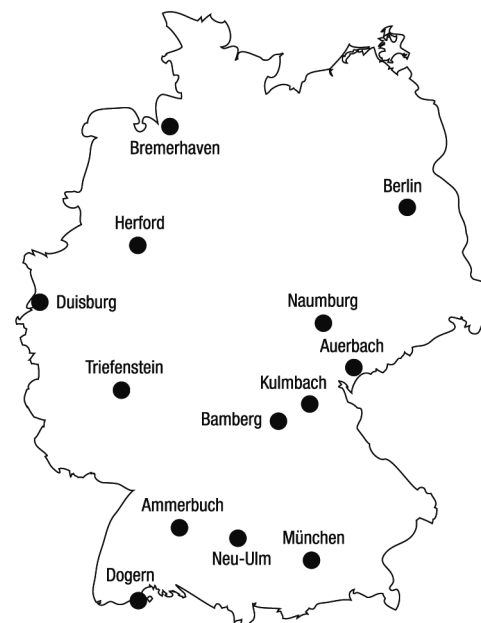 Bremerhaven
Berlin
Herford
Duisburg
Naumburg
Auerbach
Triefenstein
Kulmbach
Bamberg
Ammerbuch
Neu-Ulm
München
Dogern